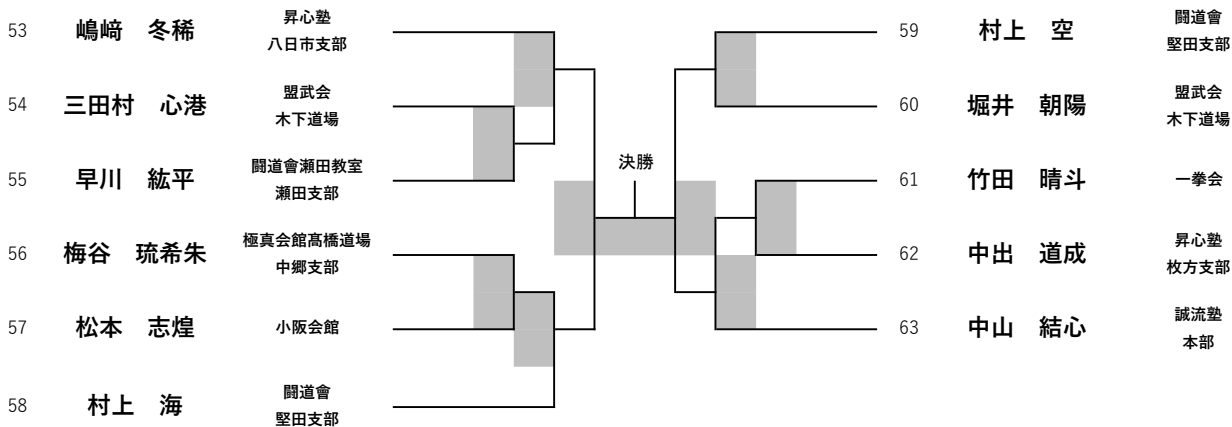 53 嶋﨑　冬稀 昇心塾
八日市支部
54 三田村　心港 盟武会
木下道場
55 早川　紘平 闘道會瀬田教室
瀬田支部
56 梅谷　琉希朱 極真会館髙橋道場
中郷支部
57 松本　志煌 小阪会館
58 村上　海 闘道會
堅田支部
決勝
59 村上　空 闘道會
堅田支部
60 堀井　朝陽 盟武会
木下道場
61 竹田　晴斗 一拳会
62 中出　道成 昇心塾
枚方支部
63 中山　結心 誠流塾
本部